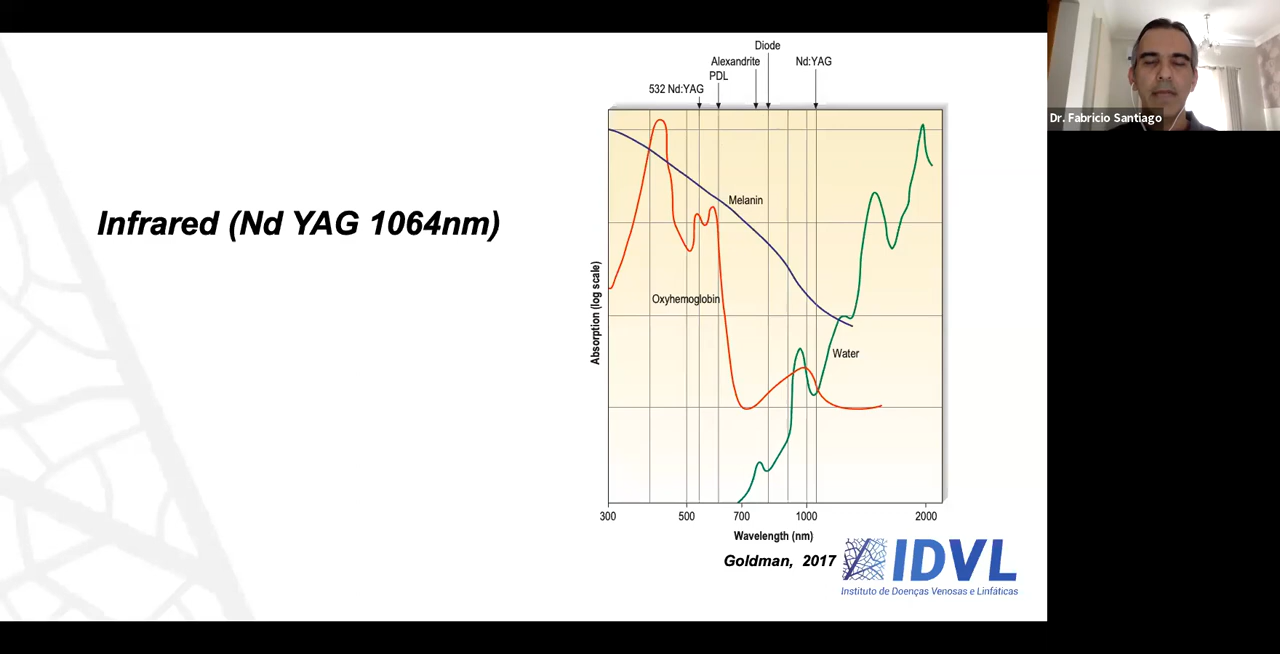 Infrared (Nd YAG 1064nm)
Diode
Alexandrite
Nd:YAG
PDL
532 Nd:YAG
Melanin
Oxyhemoglobin
Water
Absorption (log scale)
300
500
700
1000
2000
Wavelength (nm)
Goldman, 2017
IDVL
Instituto de Doenças Venosas e Linfáticas
Dr. Fabricio Santiago